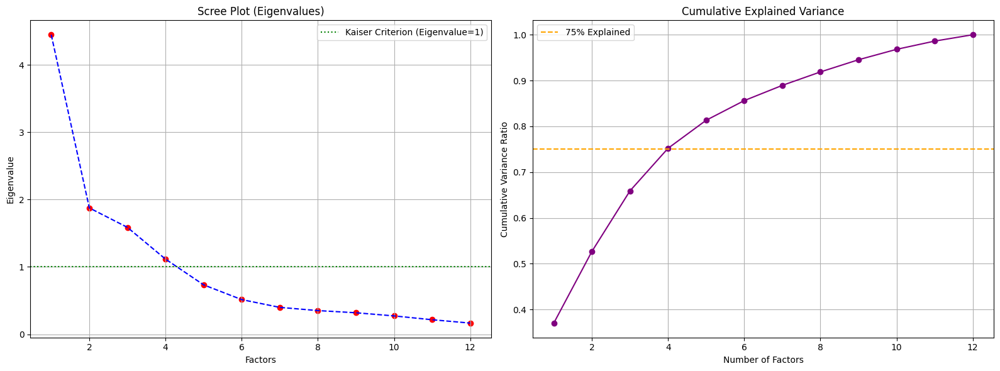 Scree Plot (Eigenvalues)
Kaiser Criterion (Eigenvalue=1)
Eigenvalue
4
3
2
1
0
2 4 6 8 10 12
Factors
Cumulative Explained Variance
75% Explained
Cumulative Variance Ratio
1.0
0.9
0.8
0.7
0.6
0.5
0.4
2 4 6 8 10 12
Number of Factors